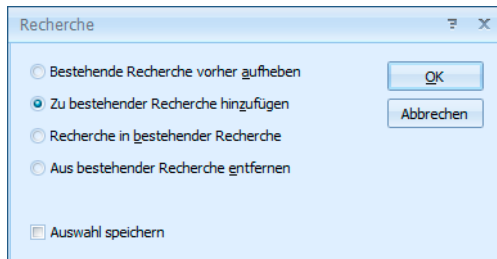 Recherche
Bestehende Recherche vorher aufheben
OK
Zu bestehender Recherche hinzufügen
Abbrechen
Recherche in bestehender Recherche
Aus bestehender Recherche entfernen
Auswahl speichern